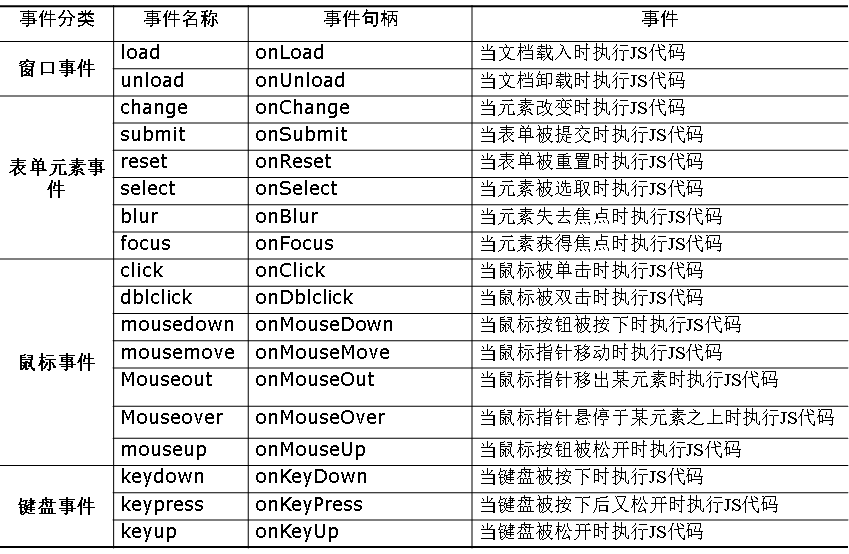 事件分类 事件名称 事件句柄 事件
窗口事件 load onLoad 当文档载入时执行JS代码
unload onUnload 当文档卸载时执行JS代码
表单元素事件 change onChange 当元素改变时执行JS代码
submit onSubmit 当表单被提交时执行JS代码
reset onReset 当表单被重置时执行JS代码
select onSelect 当元素被选取时执行JS代码
blur onBlur 当元素失去焦点时执行JS代码
focus onFocus 当元素获得焦点时执行JS代码
鼠标事件 click onClick 当鼠标被单击时执行JS代码
dblclick onDblclick 当鼠标被双击时执行JS代码
mousedown onMouseDown 当鼠标按钮被按下时执行JS代码
mousemove onMouseMove 当鼠标指针移动时执行JS代码
Mouseout onMouseOut 当鼠标指针移出某元素时执行JS代码
Mouseover onMouseOver 当鼠标指针悬停于某元素之上时执行JS代码
mouseup onMouseUp 当鼠标按钮被松开时执行JS代码
键盘事件 keydown onKeyDown 当键盘被按下时执行JS代码
keypress onKeyPress 当键盘被按下后又松开时执行JS代码
keyup onKeyUp 当键盘被松开时执行JS代码